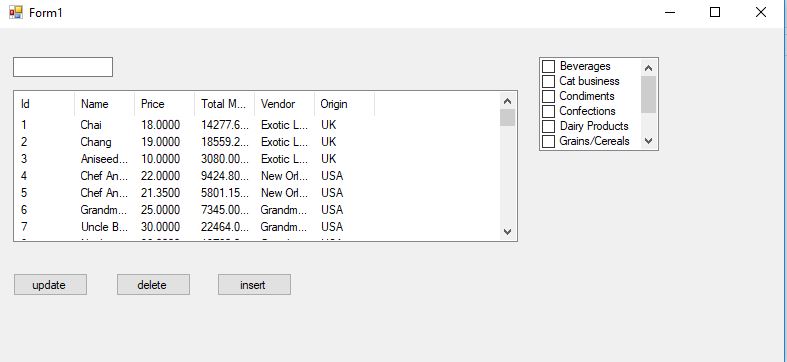 Form1
Beverages
Cat business
Condiments
Confections
Dairy Products
Grains/Cereals
Id Name Price Total M... Vendor Origin
1 Chai 18.0000 14277.6... Exotic L... UK
2 Chang 19.0000 18559.2... Exotic L... UK
3 Aniseed... 10.0000 3080.00... Exotic L... UK
4 Chef An... 22.0000 9424.80... New Orl... USA
5 Chef An... 21.3500 5801.15... New Orl... USA
6 Grandm... 25.0000 7345.00... Grandm... USA
7 Uncle B... 30.0000 22464.0... Grandm... USA
update delete insert